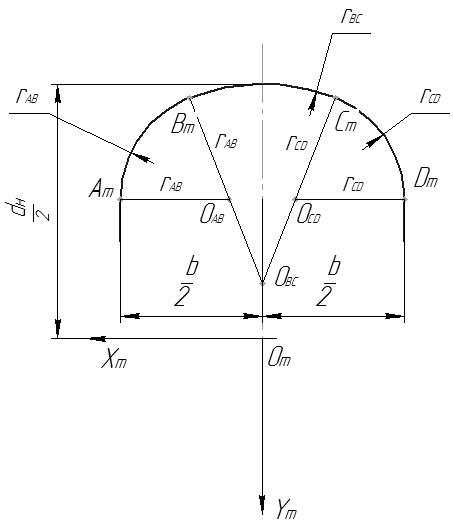 r_BC
r_AB
r_CD
B_m
C_m
r_AB
r_CD
A_m
r_AB
r_CD
D_m
O_AB
O_CD
dн
2
b
2
O_BC
b
2
X_m
O_m
Y_m